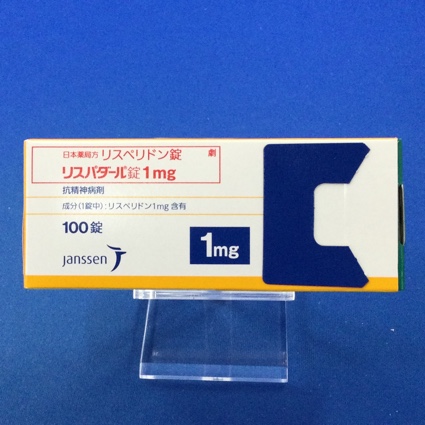 日本薬局方 リスペリドン錠 劇
リスパダール錠1mg
抗精神病剤
成分(1錠中):リスペリドン1mg含有
100錠
1mg
janssen